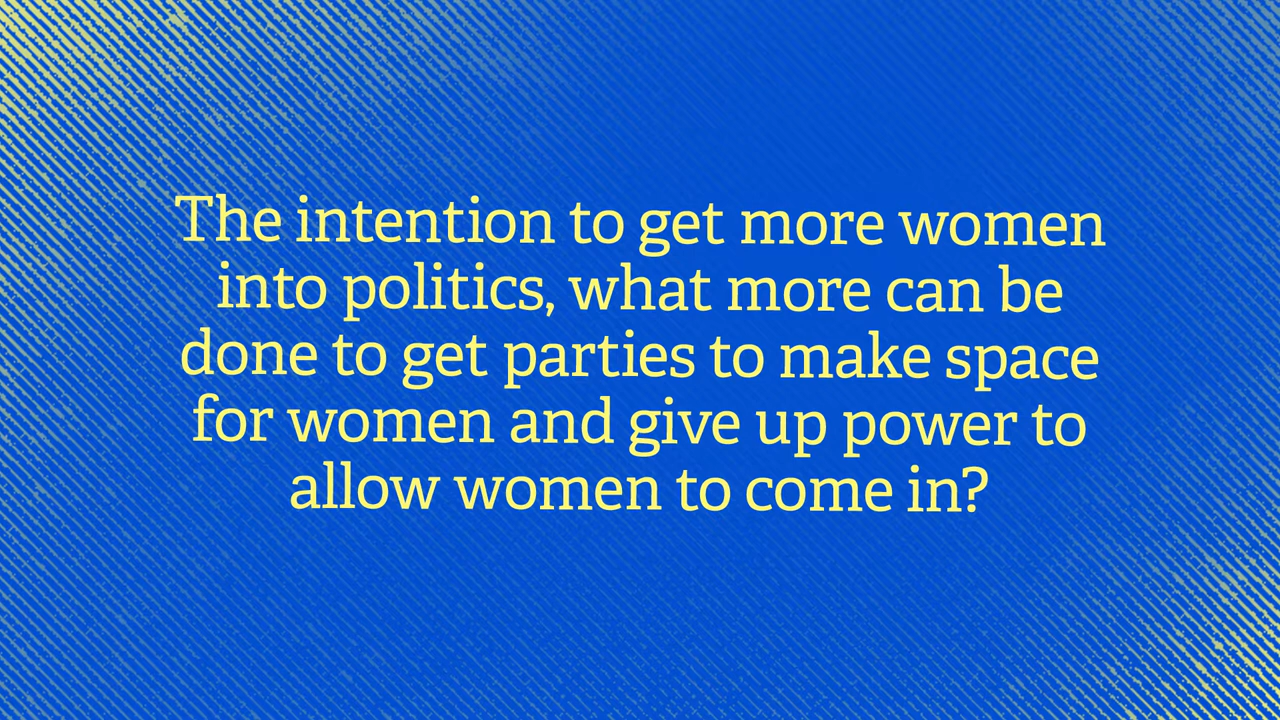 The intention to get more women
into politics, what more can be
done to get parties to make space
for women and give up power to
allow women to come in?